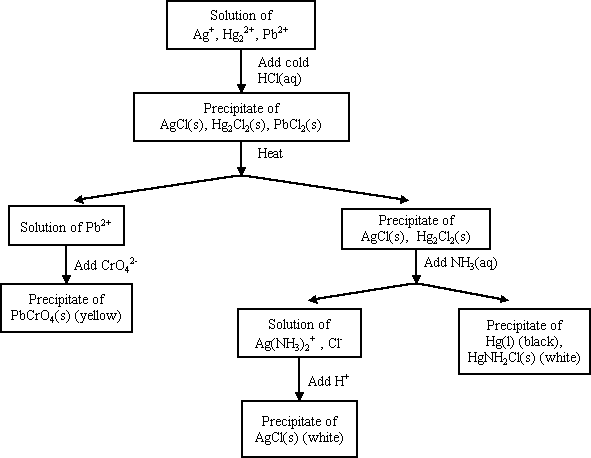 Solution of
Ag⁺, Hg₂²⁺, Pb²⁺
Add cold
HCl(aq)
Precipitate of
AgCl(s), Hg₂Cl₂(s), PbCl₂(s)
Heat
Solution of Pb²⁺
Precipitate of
AgCl(s), Hg₂Cl₂(s)
Add CrO₄²⁻
Add NH₃(aq)
Precipitate of
PbCrO₄(s) (yellow)
Solution of
Ag(NH₃)₂⁺ , Cl⁻
Precipitate of
Hg(l) (black),
HgNH₂Cl(s) (white)
Add H⁺
Precipitate of
AgCl(s) (white)